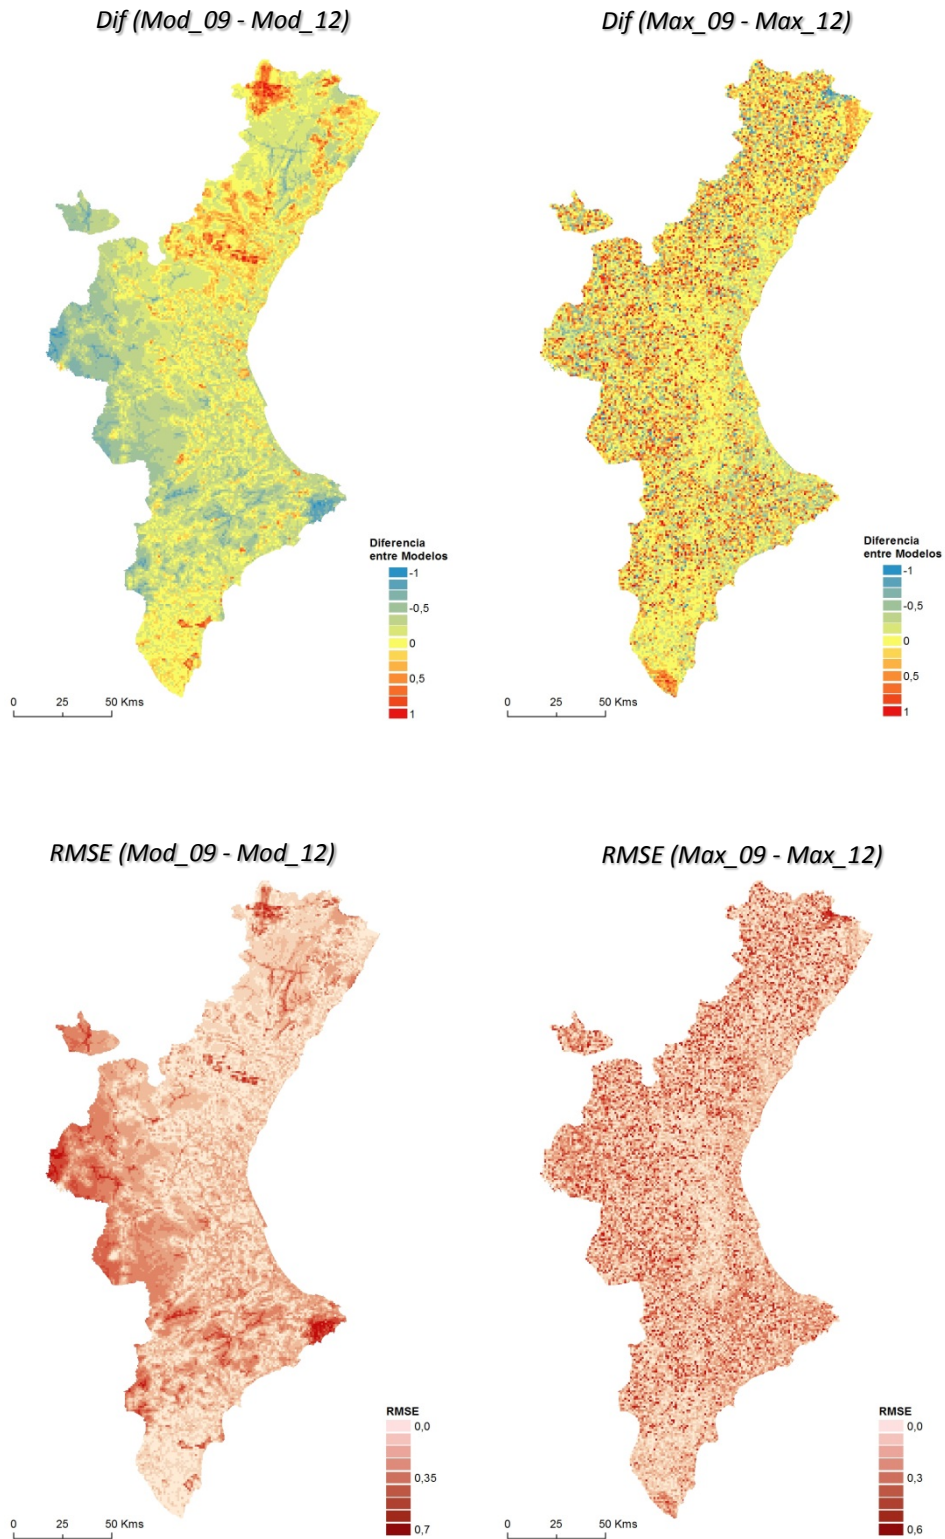 Dif (Mod_09 - Mod_12)
Dif (Max_09 - Max_12)
Diferencia
entre Modelos
-1
-0,5
0
0,5
1
0 25 50 Kms
Diferencia
entre Modelos
-1
-0,5
0
0,5
1
0 25 50 Kms
RMSE (Mod_09 - Mod_12)
RMSE (Max_09 - Max_12)
RMSE
0,0
0,35
0,7
0 25 50 Kms
RMSE
0,0
0,3
0,6
0 25 50 Kms